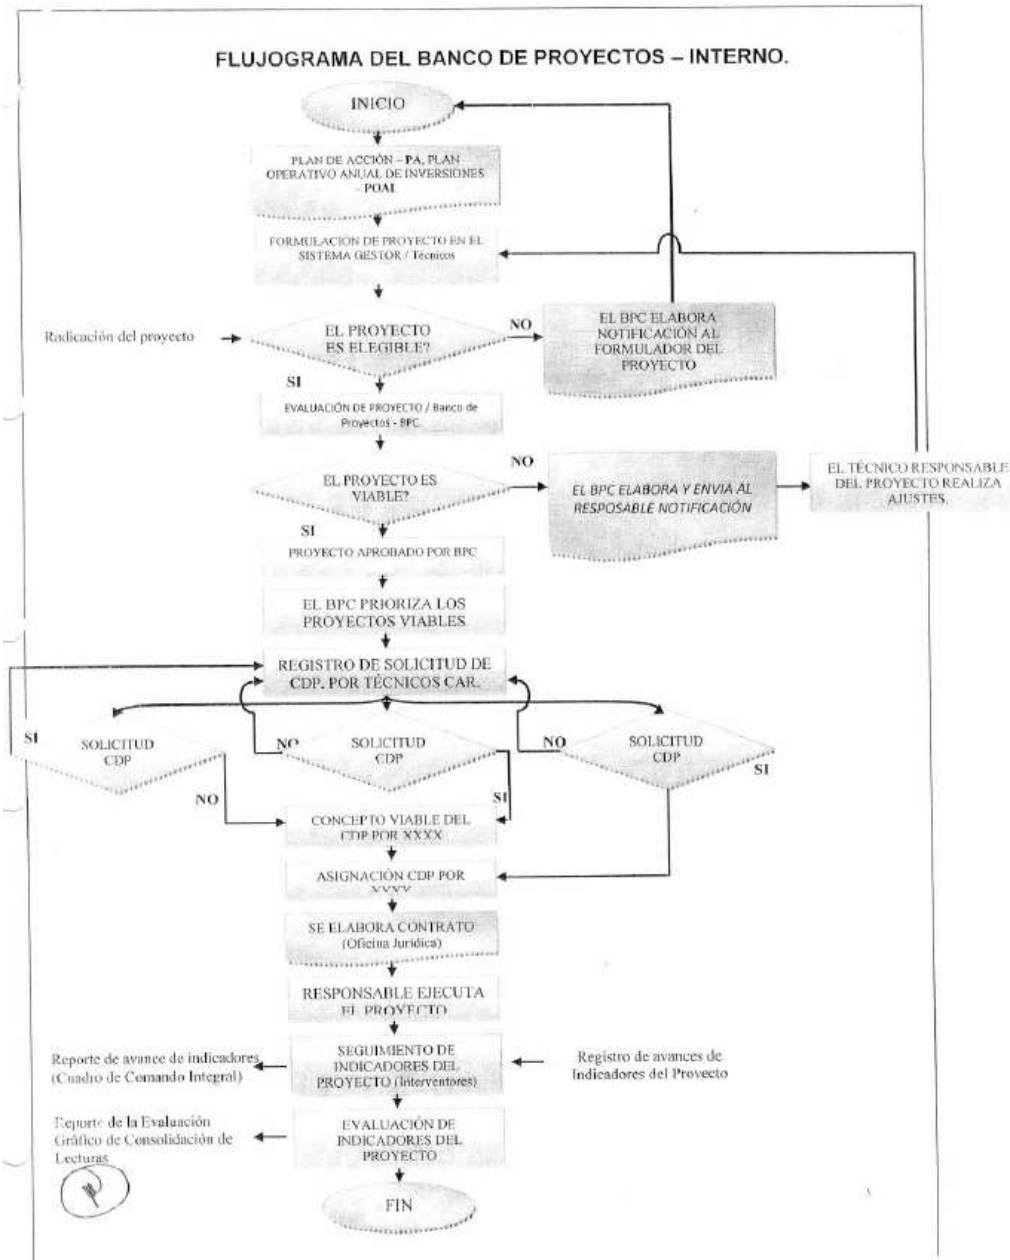 FLUJOGRAMA DEL BANCO DE PROYECTOS – INTERNO.
INICIO
PLAN DE ACCIÓN – PA, PLAN
OPERATIVO ANUAL DE INVERSIONES
- POAI.
FORMULACIÓN DE PROYECTO EN EL
SISTEMA GESTOR / Técnicos
Radicación del proyecto
EL PROYECTO
ES ELEGIBLE?
NO
EL BPC ELABORA
NOTIFICACIÓN AL
FORMULADOR DEL
PROYECTO
SI
EVALUACIÓN DE PROYECTO / Banco de
Proyectos - BPC
EL PROYECTO ES
VIABLE?
NO
EL BPC ELABORA Y ENVIA AL
RESPOSABLE NOTIFICACIÓN
EL TÉCNICO RESPONSABLE
DEL PROYECTO REALIZA
AJUSTES.
SI
PROYECTO APROBADO POR BPC
EL BPC PRIORIZA LOS
PROYECTOS VIABLES
REGISTRO DE SOLICITUD DE
CDP. POR TÉCNICOS CAR.
SI
SOLICITUD
CDP
NO
NO
SOLICITUD
CDP
SI
NO
SOLICITUD
CDP
SI
CONCEPTO VIABLE DEL
CDP POR XXXX
ASIGNACIÓN CDP POR
XXXX
SE ELABORA CONTRATO
(Oficina Jurídica)
RESPONSABLE EJECUTA
EL PROYECTO
Reporte de avance de indicadores
(Cuadro de Comando Integral)
SEGUIMIENTO DE
INDICADORES DEL
PROYECTO (Interventores)
Registro de avances de
Indicadores del Proyecto
Reporte de la Evaluación
Gráfico de Consolidación de
Lecturas
EVALUACIÓN DE
INDICADORES DEL
PROYECTO
FIN